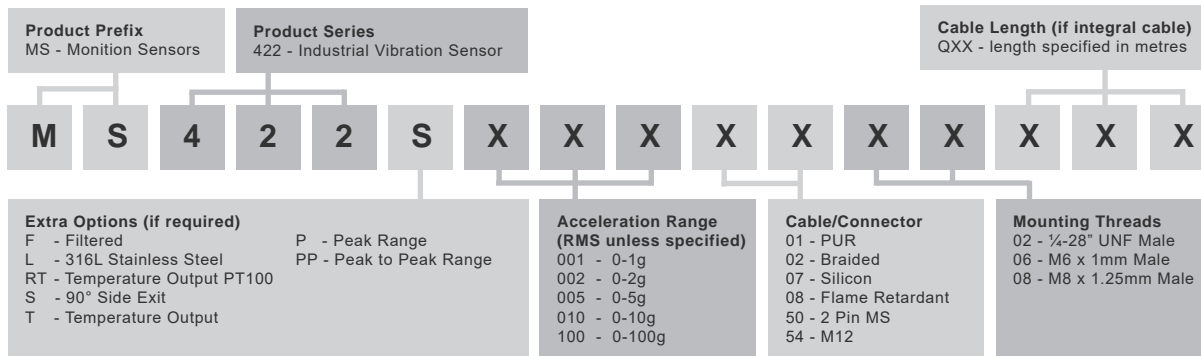 Product Prefix
MS - Monition Sensors
Product Series
422 - Industrial Vibration Sensor
Cable Length (if integral cable)
QXX - length specified in metres
M S 4 2 2 S X X X X X X X X X X
Extra Options (if required)
F - Filtered
L - 316L Stainless Steel
RT - Temperature Output PT100
S - 90° Side Exit
T - Temperature Output
P - Peak Range
PP - Peak to Peak Range
Acceleration Range
(RMS unless specified)
001 - 0-1g
002 - 0-2g
005 - 0-5g
010 - 0-10g
100 - 0-100g
Cable/Connector
01 - PUR
02 - Braided
07 - Silicon
08 - Flame Retardant
50 - 2 Pin MS
54 - M12
Mounting Threads
02 - ¼-28” UNF Male
06 - M6 x 1mm Male
08 - M8 x 1.25mm Male